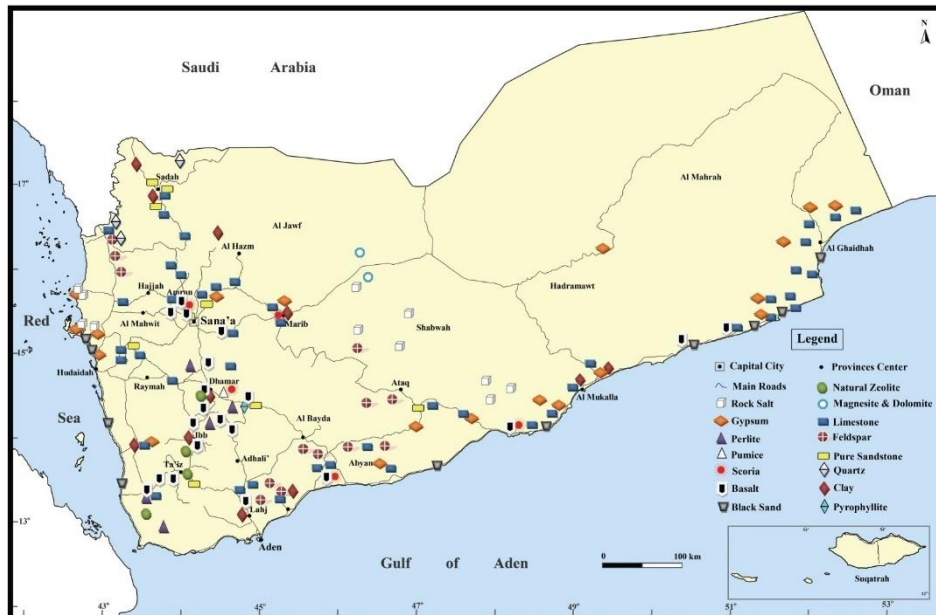 N
Saudi Arabia
Oman
Sadah
17°
Al Mahrah
Al Jawf
Al Hazm
Al Ghaidhah
Hajjah
Amran
Hadramawt
Red
Al Mahwit
Sana'a
Marib
Shabwah
Legend
15°
Hudaidah
Raymah
Dhamar
Ataq
Al Mukalla
Sea
Al Bayda
Ibb
Ta'iz
Adhali'
Abyan
Lahj
13°
Aden
Gulf of Aden
0 100 km
Capital City
Provinces Center
Main Roads
Natural Zeolite
Rock Salt
Magnesite & Dolomite
Gypsum
Limestone
Perlite
Feldspar
Pumice
Pure Sandstone
Scoria
Quartz
Basalt
Clay
Black Sand
Pyrophyllite
Suqatrah
43° 45° 47° 49° 51° 53°